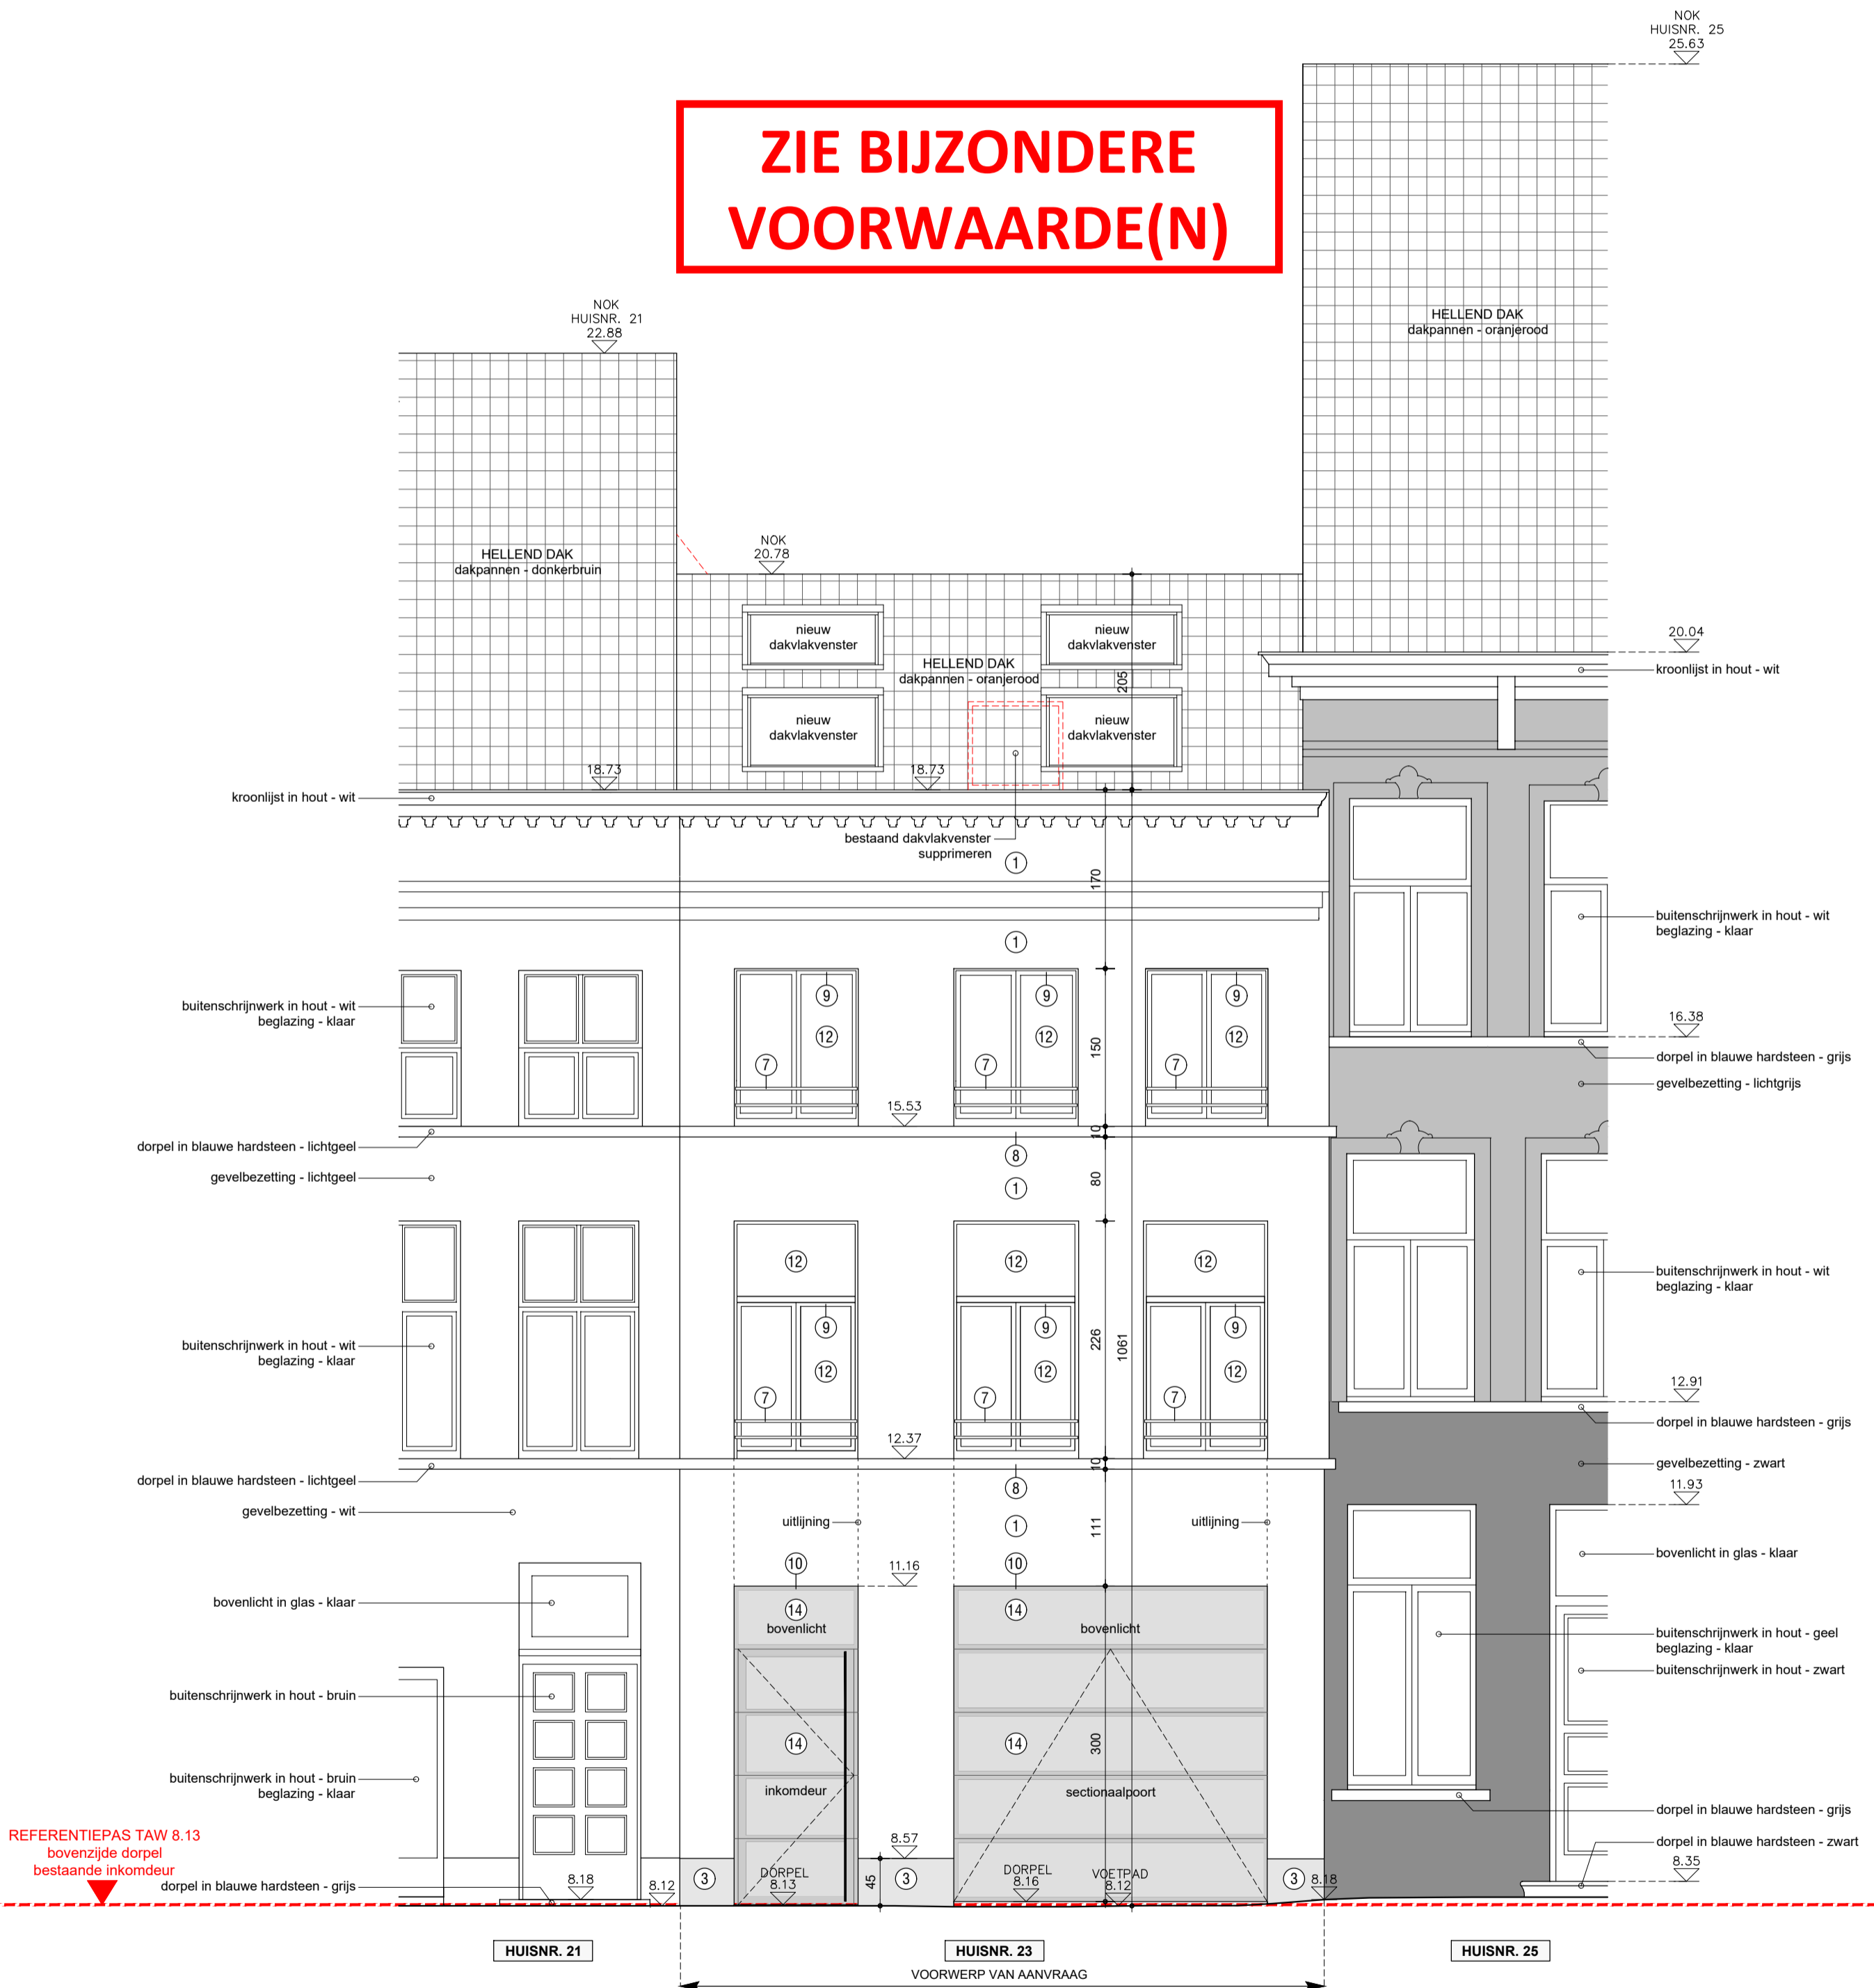 NOK
HUISNR. 25
25.63
ZIE BIJZONDERE
VOORWAARDE(N)
NOK
HUISNR. 21
22.88
HELLEND DAK
dakpannen - oranjerood
HELLEND DAK
dakpannen - donkerbruin
NOK
20.78
nieuw
dakvlakvenster
nieuw
dakvlakvenster
HELLEND DAK
dakpannen - oranjerood
205
nieuw
dakvlakvenster
nieuw
dakvlakvenster
20.04
kroonlijst in hout - wit
18.73
18.73
kroonlijst in hout - wit
bestaand dakvlakvenster
supprimeren
1
170
buitenschrijnwerk in hout - wit
beglazing - klaar
1
buitenschrijnwerk in hout - wit
beglazing - klaar
9
9
9
12
12
12
7
7
7
150
16.38
dorpel in blauwe hardsteen - grijs
gevelbezetting - lichtgrijs
15.53
10
dorpel in blauwe hardsteen - lichtgeel
8
gevelbezetting - lichtgeel
1
80
12
12
12
buitenschrijnwerk in hout - wit
beglazing - klaar
9
9
9
226
1061
buitenschrijnwerk in hout - wit
beglazing - klaar
12
12
12
7
7
7
12.91
dorpel in blauwe hardsteen - grijs
12.37
10
gevelbezetting - zwart
dorpel in blauwe hardsteen - lichtgeel
8
11.93
gevelbezetting - wit
uitlijning
1
111
uitlijning
10
10
11.16
bovenlicht in glas - klaar
bovenlicht in glas - klaar
14
14
bovenlicht
bovenlicht
buitenschrijnwerk in hout - geel
beglazing - klaar
buitenschrijnwerk in hout - zwart
buitenschrijnwerk in hout - bruin
14
14
300
buitenschrijnwerk in hout - bruin
beglazing - klaar
inkomdeur
sectionaalpoort
dorpel in blauwe hardsteen - grijs
REFERENTIEPAS TAW 8.13
bovenzijde dorpel
bestaande inkomdeur
8.57
dorpel in blauwe hardsteen - zwart
8.35
dorpel in blauwe hardsteen - grijs
8.18
8.12
3
DORPEL
8.13
45
3
DORPEL
8.16
VOETPAD
8.12
3
8.18
HUISNR. 21
HUISNR. 23
HUISNR. 25
VOORWERP VAN AANVRAAG